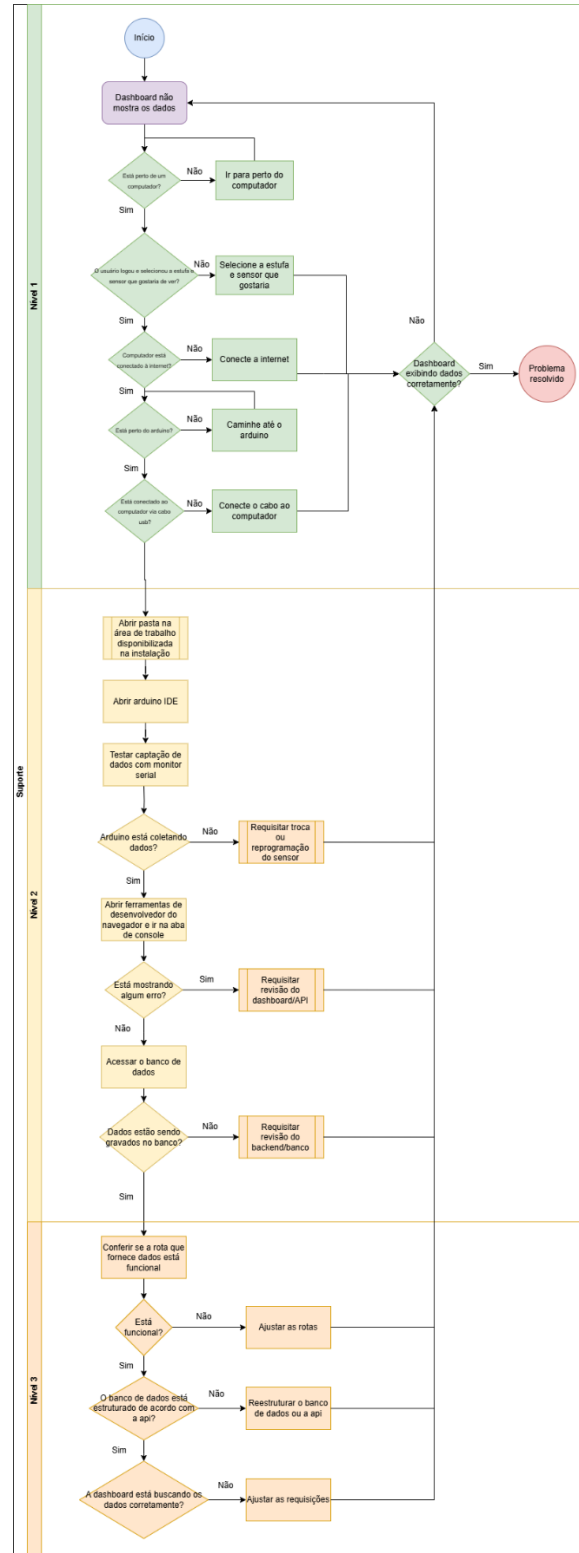 Início
Dashboard não
mostra os dados
Está perto de um
computador?
Não
Ir para perto do
computador
Sim
O usuário logou e selecionou a estufa e
sensor que gostaria de ver?
Não
Selecione a estufa
e sensor que
gostaria
Sim
Computador está
conectado à internet?
Não
Conecte a internet
Sim
Está perto do arduino?
Não
Caminhe até o
arduino
Sim
Está conectado ao
computador via cabo
usb?
Não
Conecte o cabo ao
computador
Não
Dashboard
exibindo dados
corretamente?
Sim
Problema
resolvido
Nível 1
Suporte
Abrir pasta na
área de trabalho
disponibilizada
na instalação
Abrir arduino IDE
Testar captação de
dados com monitor
serial
Arduino está coletando
dados?
Não
Requisitar troca
ou
reprogramação
do sensor
Sim
Abrir ferramentas de
desenvolvedor do
navegador e ir na aba
de console
Está mostrando
algum erro?
Sim
Requisitar
revisão do
dashboard/API
Não
Acessar o banco de
dados
Dados estão sendo
gravados no banco?
Não
Requisitar
revisão do
backend/banco
Sim
Nível 2
Conferir se a rota que
fornece dados está
funcional
Está
funcional?
Não
Ajustar as rotas
Sim
O banco de dados está
estruturado de acordo com
a api?
Não
Reestruturar o banco
de dados ou a api
Sim
A dashboard está buscando os
dados corretamente?
Não
Ajustar as requisições
Nível 3